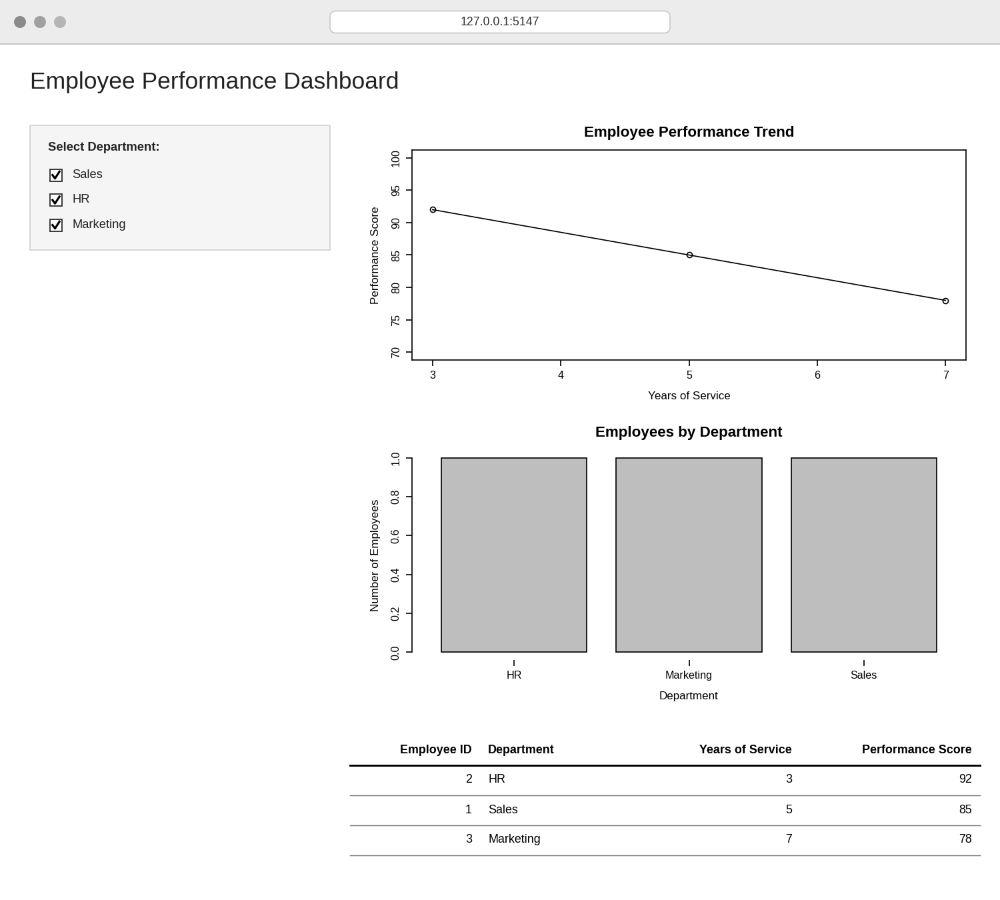 127.0.0.1:5147
Employee Performance Dashboard
Select Department:
Sales
HR
Marketing
Employee Performance Trend
Performance Score
100
95
90
85
80
75
70
3 4 5 6 7
Years of Service
Employees by Department
Number of Employees
1.0
0.8
0.6
0.4
0.2
0.0
HR Marketing Sales
Department
Employee ID Department Years of Service Performance Score
2 HR 3 92
1 Sales 5 85
3 Marketing 7 78